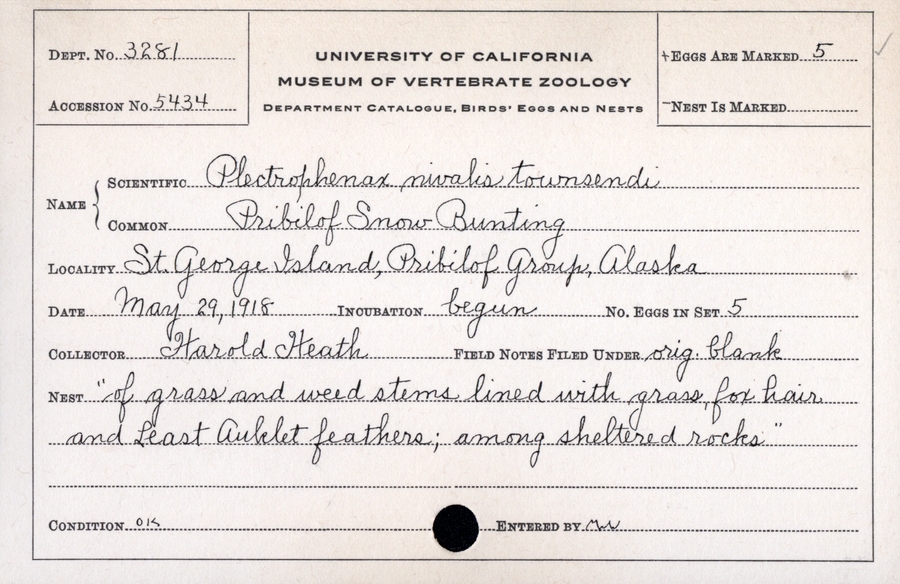 DEPT. NO. 3281
ACCESSION NO. 5434
UNIVERSITY OF CALIFORNIA
MUSEUM OF VERTEBRATE ZOOLOGY
DEPARTMENT CATALOGUE, BIRDS' EGGS AND NESTS
+EGGS ARE MARKED 5
–NEST IS MARKED
NAME
SCIENTIFIC Plectrophenax nivalis townsendi
COMMON Pribilof Snow Bunting
LOCALITY St. George Island, Pribilof Group, Alaska
DATE May 29, 1918 INCUBATION begun NO. EGGS IN SET 5
COLLECTOR Harold Heath FIELD NOTES FILED UNDER orig. blank
NEST "of grass and weed stems lined with grass, fox hair
and Least Auklet feathers; among sheltered rocks"
CONDITION OK ENTERED BY